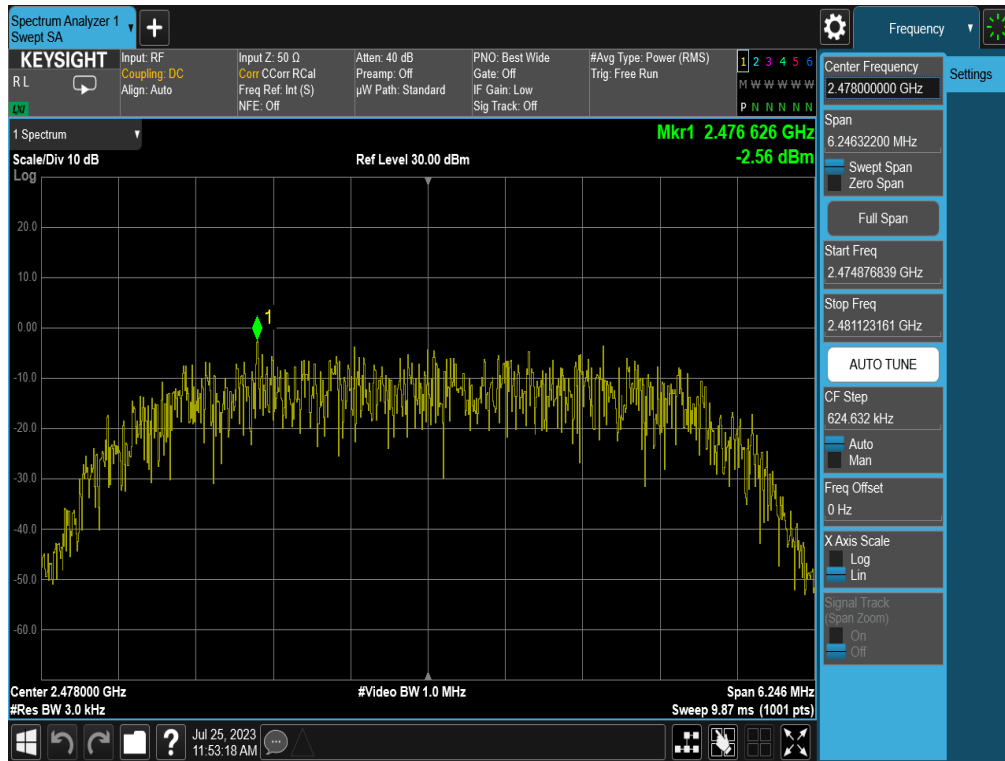 Spectrum Analyzer 1
Swept SA
+
Frequency
KEYSIGHT
R L
LXI
Input: RF
Coupling: DC
Align: Auto
Input Z: 50 Ω
Corr CCorr RCal
Freq Ref: Int (S)
NFE: Off
Atten: 40 dB
Preamp: Off
µW Path: Standard
PNO: Best Wide
Gate: Off
IF Gain: Low
Sig Track: Off
#Avg Type: Power (RMS)
Trig: Free Run
1 2 3 4 5 6
M W W W W W
P N N N N N
1 Spectrum
Scale/Div 10 dB
Log
Ref Level 30.00 dBm
Mkr1 2.476 626 GHz
-2.56 dBm
20.0
10.0
0.00
-10.0
-20.0
-30.0
-40.0
-50.0
-60.0
1
Center 2.478000 GHz
#Res BW 3.0 kHz
#Video BW 1.0 MHz
Span 6.246 MHz
Sweep 9.87 ms (1001 pts)
Center Frequency
2.478000000 GHz
Settings
Span
6.24632200 MHz
Swept Span
Zero Span
Full Span
Start Freq
2.474876839 GHz
Stop Freq
2.481123161 GHz
AUTO TUNE
CF Step
624.632 kHz
Auto
Man
Freq Offset
0 Hz
X Axis Scale
Log
Lin
Signal Track
(Span Zoom)
On
Off
?
Jul 25, 2023
11:53:18 AM